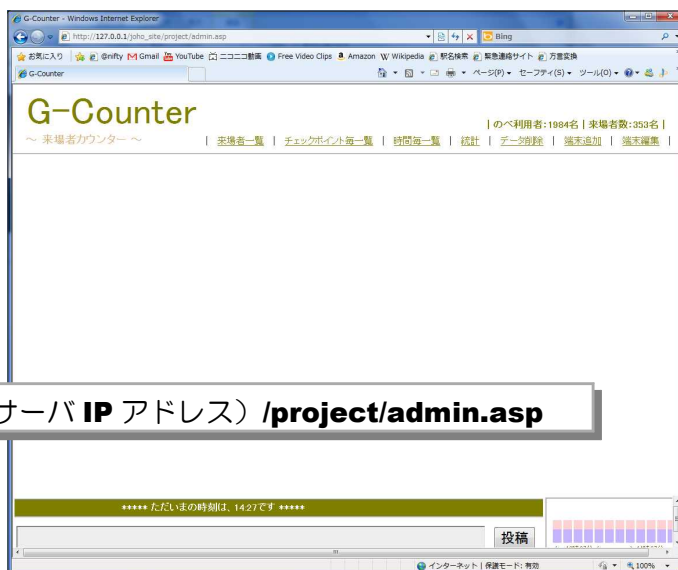 G-Counter - Windows Internet Explorer
http://127.0.0.1/joho_site/project/admin.asp
Bing
お気に入り @nifty Gmail YouTube ニコニコ動画 Free Video Clips Amazon Wikipedia 駅名検索 緊急連絡サイト 方言変換
G-Counter ページ(P) セーフティ(S) ツール(O)
G-Counter
|のべ利用者:1984名|来場者数:353名|
～ 来場者カウンター ～ | 来場者一覧 | チェックポイント毎一覧 | 時間毎一覧 | 統計 | データ削除 | 端末追加 | 端末編集 |
サーバ IP アドレス）/project/admin.asp
***** ただいまの時刻は、14:27です *****
投稿
インターネット | 保護モード: 有効 100%